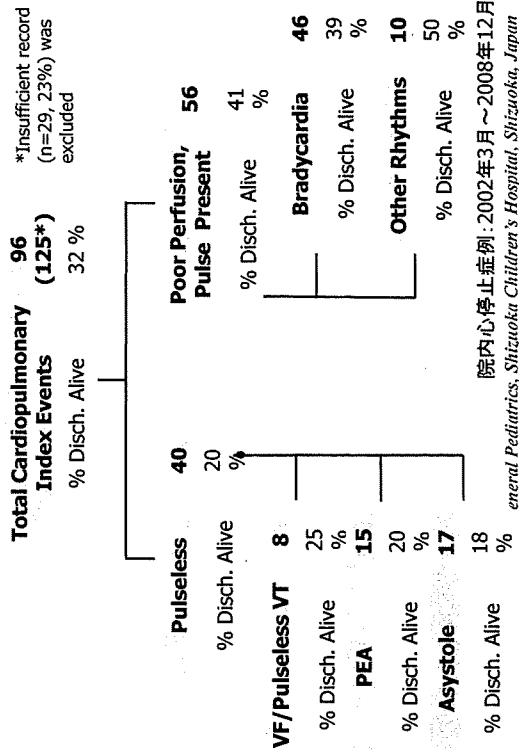 Total Cardiopulmonary 96
Index Events (125*)
% Disch. Alive 32 %
*Insufficient record
(n=29, 23%) was
excluded
Pulseless 40
% Disch. Alive 20
%
VF/Pulseless VT 8
% Disch. Alive 25
%
PEA 15
% Disch. Alive 20
%
Asystole 17
% Disch. Alive 18
%
Poor Perfusion,
Pulse Present 56
% Disch. Alive 41
%
Bradycardia 46
% Disch. Alive 39
%
Other Rhythms 10
% Disch. Alive 50
%
院内心停止症例:2002年3月~2008年12月
eneral Pediatrics, Shizuoka Children's Hospital, Shizuoka, Japan